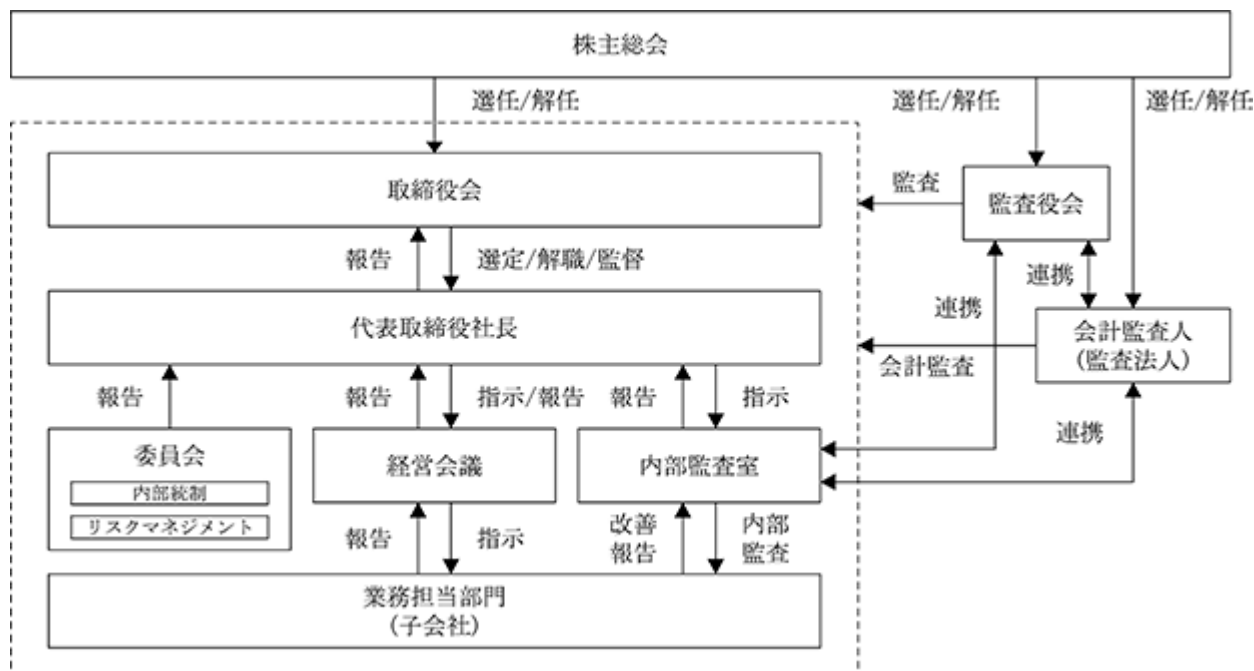 株主総会
選任/解任
選任/解任
選任/解任
取締役会
監査
監査役会
報告
選定/解職/監督
連携
連携
代表取締役社長
会計監査人
(監査法人)
会計監査
報告
報告
指示/報告
報告
指示
連携
委員会
内部統制
リスクマネジメント
経営会議
内部監査室
報告
指示
改善
報告
内部
監査
業務担当部門
(子会社)